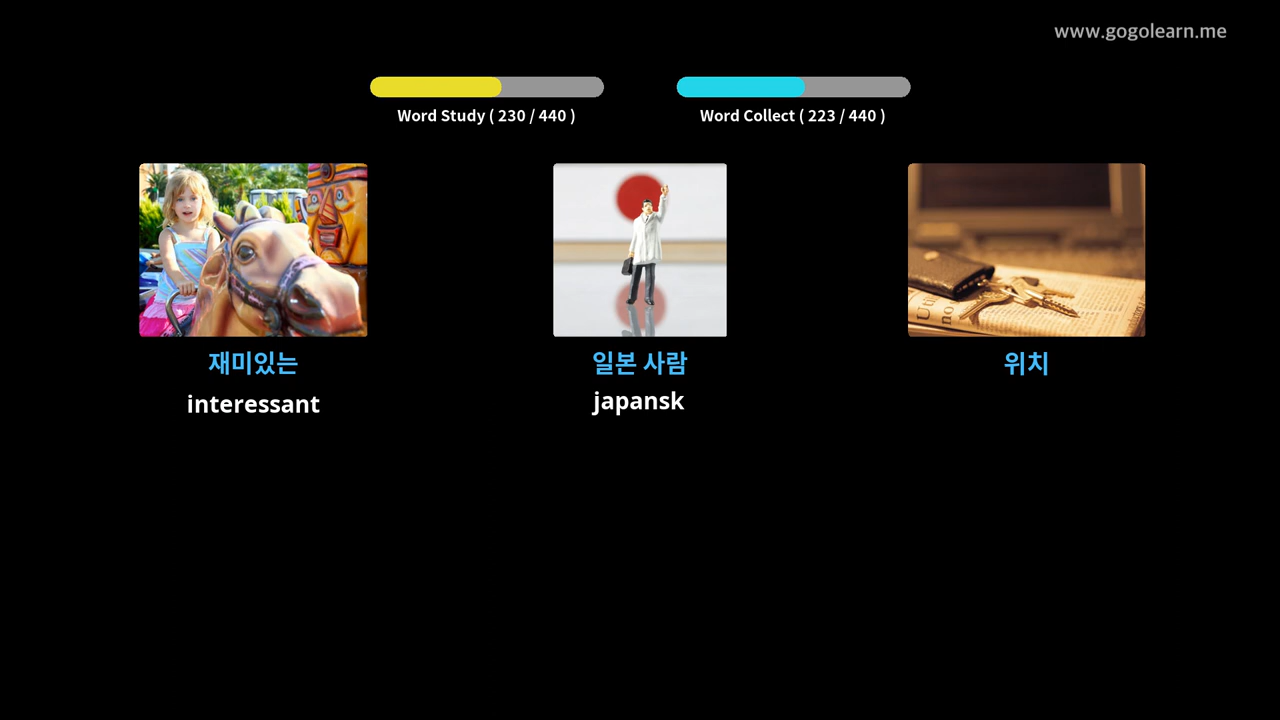 www.gogolearn.me
Word Study ( 230 / 440 )
Word Collect ( 223 / 440 )
재미있는
일본 사람
위치
interessant
japansk